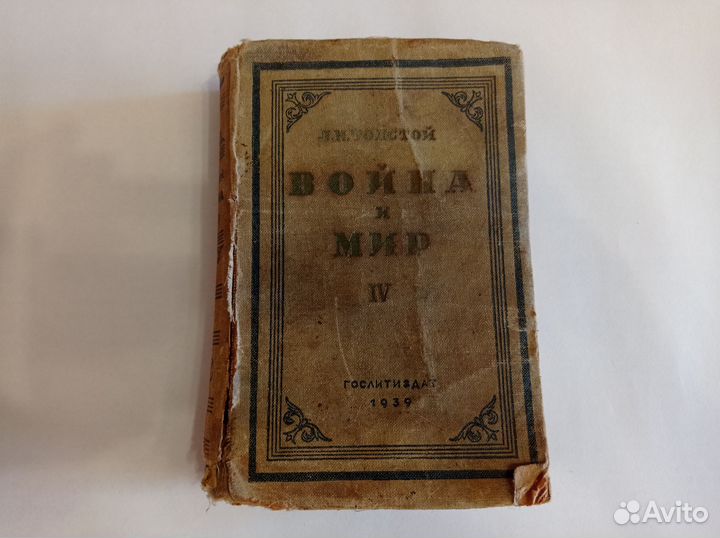 Л.Н.ТОЛСТОЙ
ВОЙНА
И
МИР
IV
ГОСЛИТИЗДАТ
1939
Avito